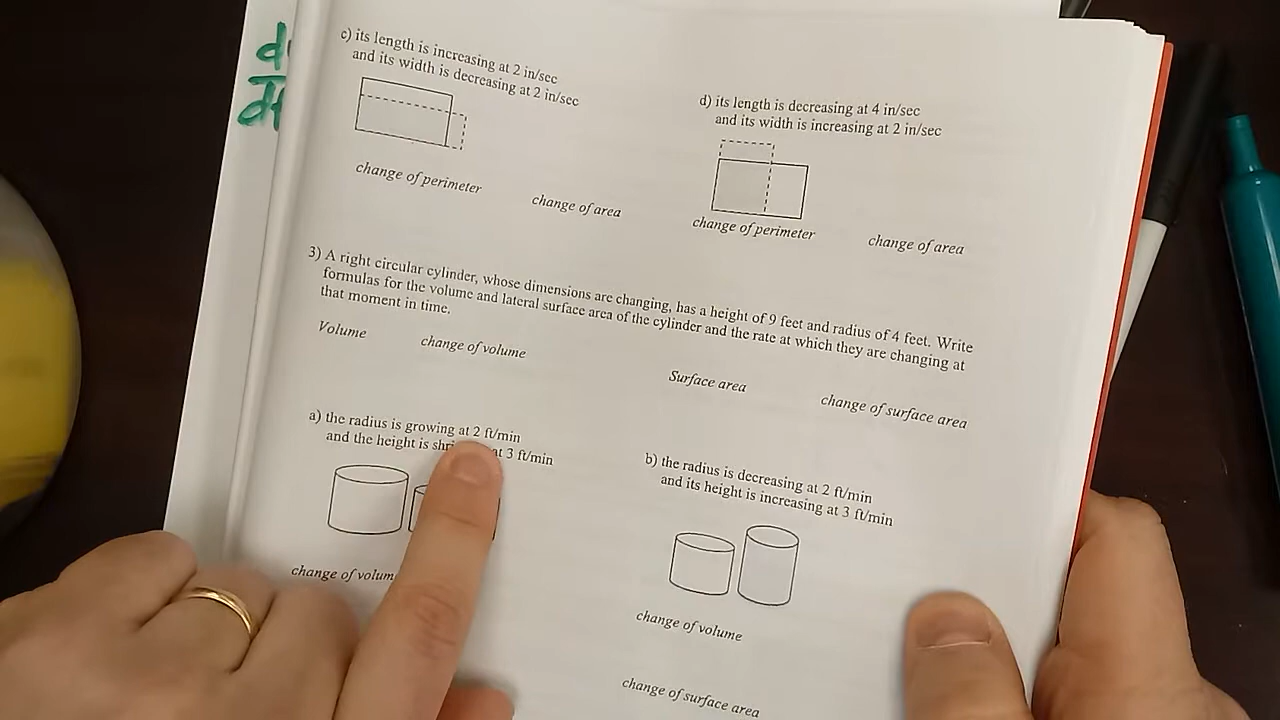 d
dt
c) its length is increasing at 2 in/sec
and its width is decreasing at 2 in/sec
d) its length is decreasing at 4 in/sec
and its width is increasing at 2 in/sec
change of perimeter
change of area
change of perimeter
change of area
3) A right circular cylinder, whose dimensions are changing, has a height of 9 feet and radius of 4 feet. Write
formulas for the volume and lateral surface area of the cylinder and the rate at which they are changing at
that moment in time.
Volume
change of volume
Surface area
change of surface area
a) the radius is growing at 2 ft/min
and the height is at 3 ft/min
b) the radius is decreasing at 2 ft/min
and its height is increasing at 3 ft/min
change of
change of volume
change of surface area